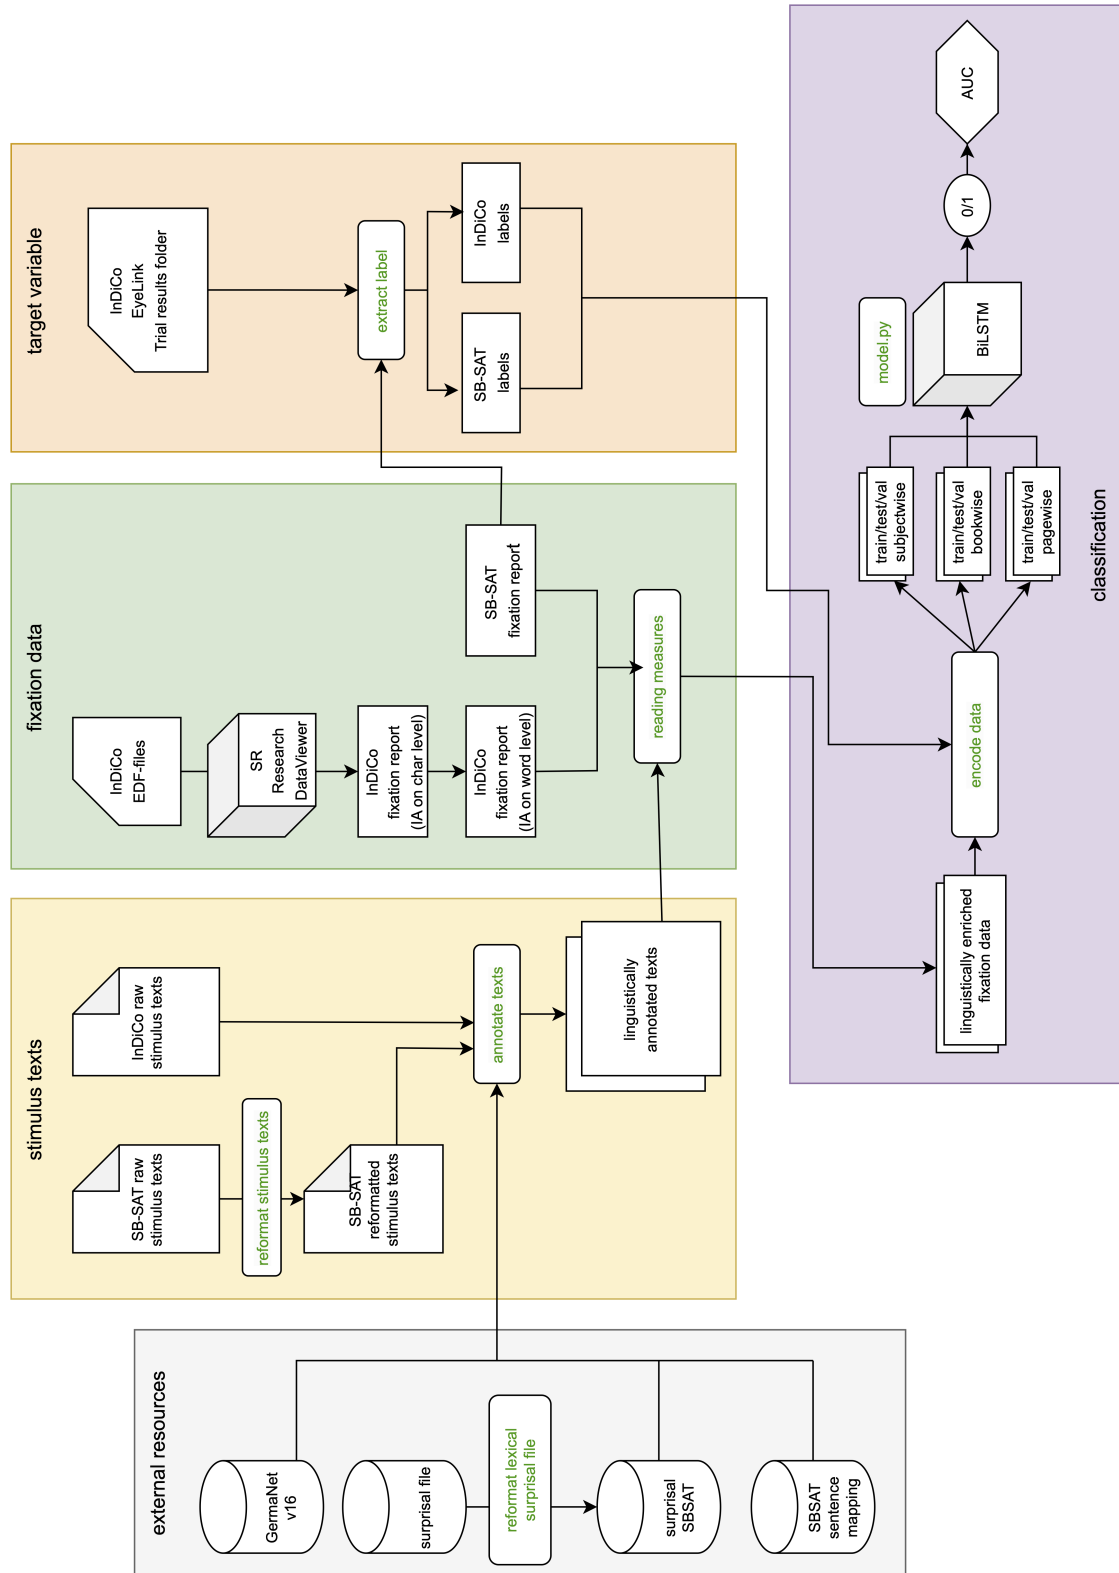 external resources
GermaNet
v16
surprisal file
reformat lexical
surprisal file
surprisal
SBSAT
SBSAT
sentence
mapping
stimulus texts
SB-SAT raw
stimulus texts
reformat stimulus texts
SB-SAT
reformatted
stimulus texts
InDiCo raw
stimulus texts
annotate texts
linguistically
annotated texts
fixation data
InDiCo
EDF-files
SR
Research
DataViewer
InDiCo
fixation report
(IA on char level)
InDiCo
fixation report
(IA on word level)
SB-SAT
fixation report
reading measures
target variable
InDiCo
EyeLink
Trial results folder
extract label
SB-SAT
labels
InDiCo
labels
linguistically enriched
fixation data
encode data
train/test/val
subjectwise
train/test/val
bookwise
train/test/val
pagewise
model.py
BiLSTM
0/1
AUC
classification